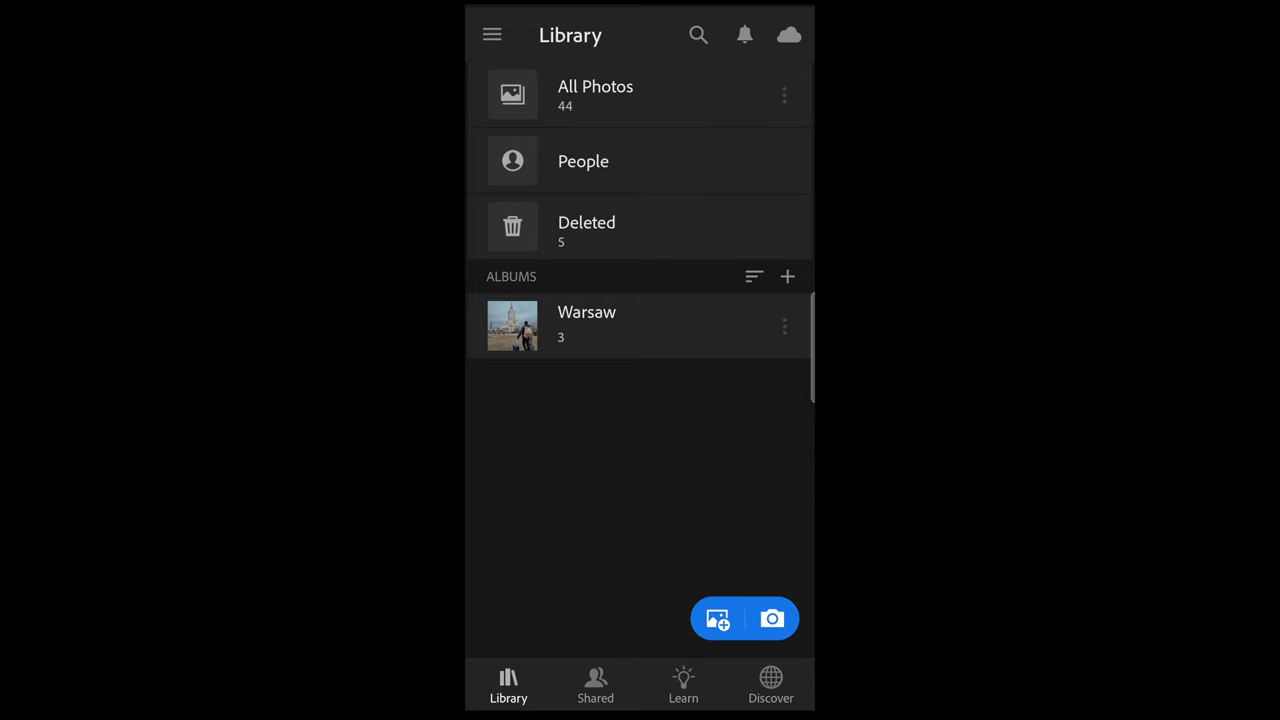 Library
All Photos
44
People
Deleted
5
ALBUMS
Warsaw
3
Library
Shared
Learn
Discover